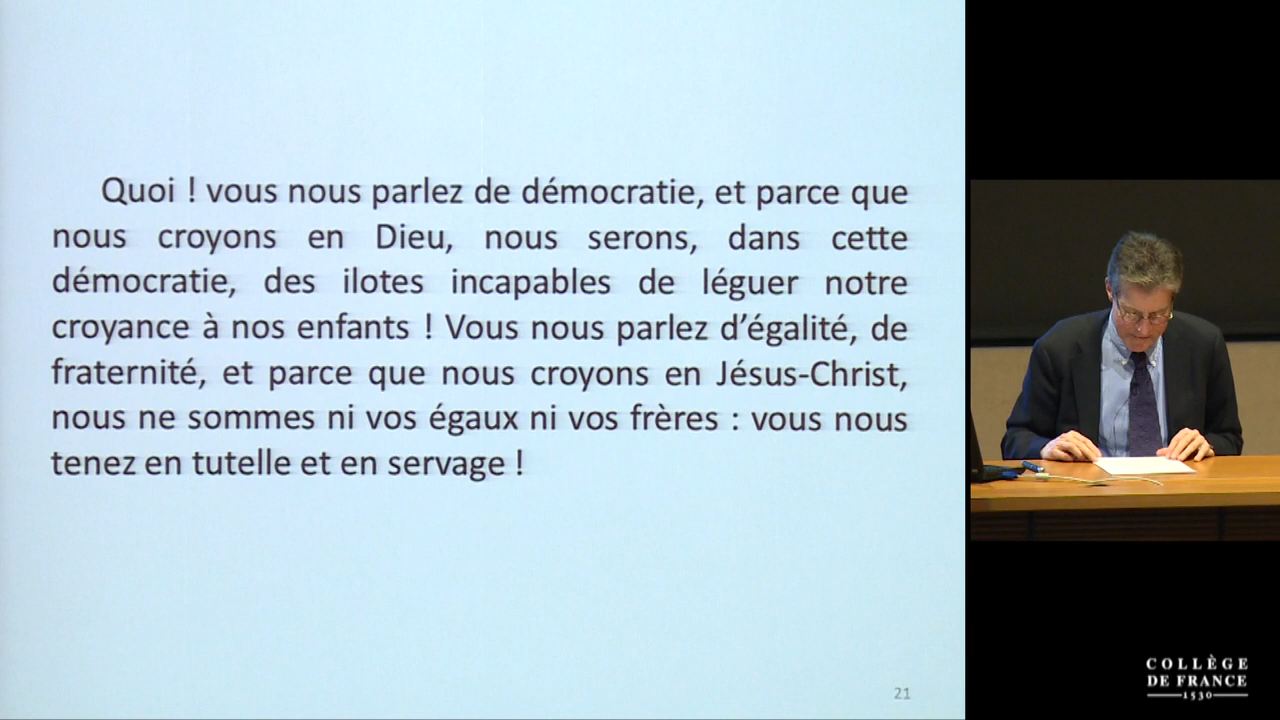 Quoi ! vous nous parlez de démocratie, et parce que
nous croyons en Dieu, nous serons, dans cette
démocratie, des ilotes incapables de léguer notre
croyance à nos enfants ! Vous nous parlez d’égalité, de
fraternité, et parce que nous croyons en Jésus-Christ,
nous ne sommes ni vos égaux ni vos frères : vous nous
tenez en tutelle et en servage !
21
COLLÈGE
DE FRANCE
1530